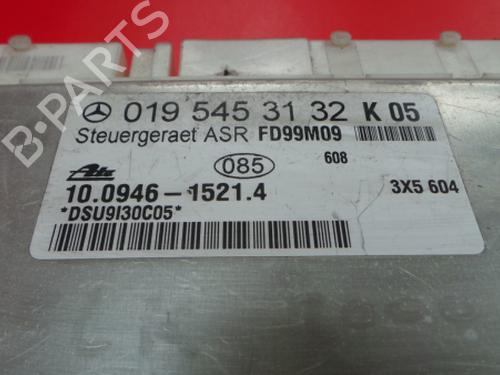 019 545 31 32 K 05
Steuergeraet ASR FD99M09
085
608
Ate
10.0946-1521.4
3X5 604
*DSU9I30C05*
B-PARTS